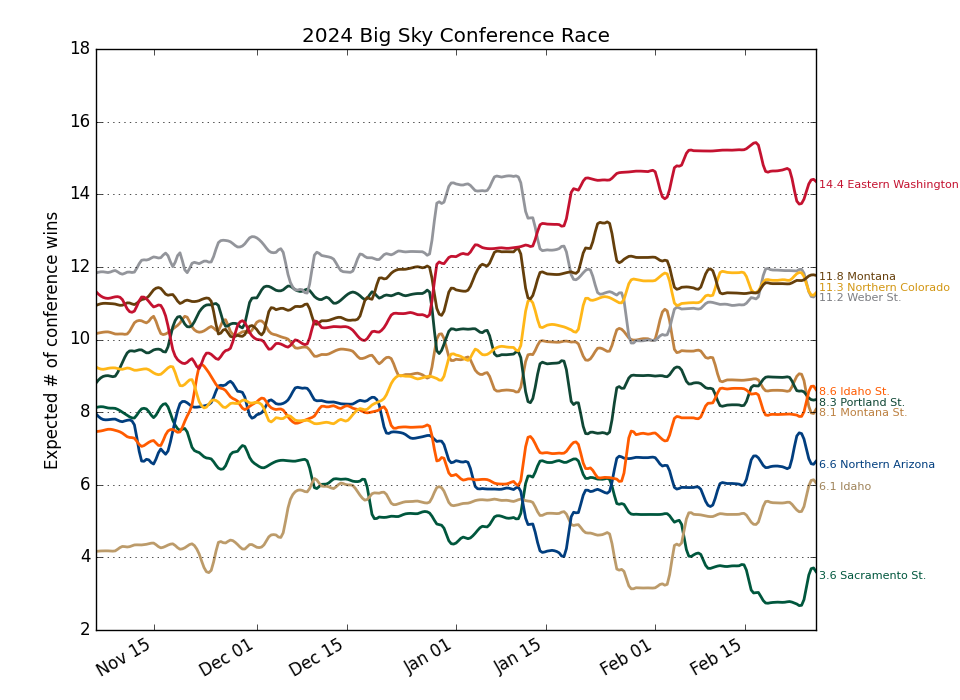 2024 Big Sky Conference Race
Expected # of conference wins
18
16
14
12
10
8
6
4
2
Nov 15
Dec 01
Dec 15
Jan 01
Jan 15
Feb 01
Feb 15
14.4 Eastern Washington
11.8 Montana
11.3 Northern Colorado
11.2 Weber St.
8.6 Idaho St.
8.3 Portland St.
8.1 Montana St.
6.6 Northern Arizona
6.1 Idaho
3.6 Sacramento St.